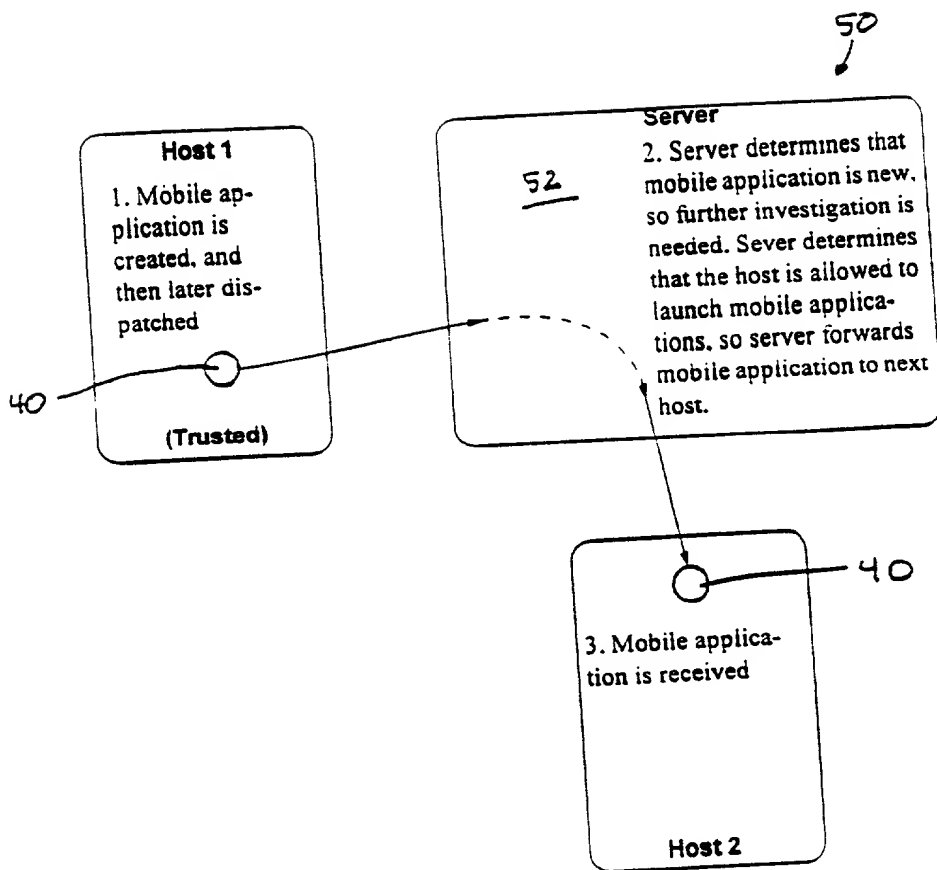 50
Host 1
1. Mobile ap-
plication is
created, and
then later dis-
patched
40
(Trusted)
Server
52
2. Server determines that
mobile application is new,
so further investigation is
needed. Sever determines
that the host is allowed to
launch mobile applica-
tions, so server forwards
mobile application to next
host.
40
3. Mobile applica-
tion is received
Host 2